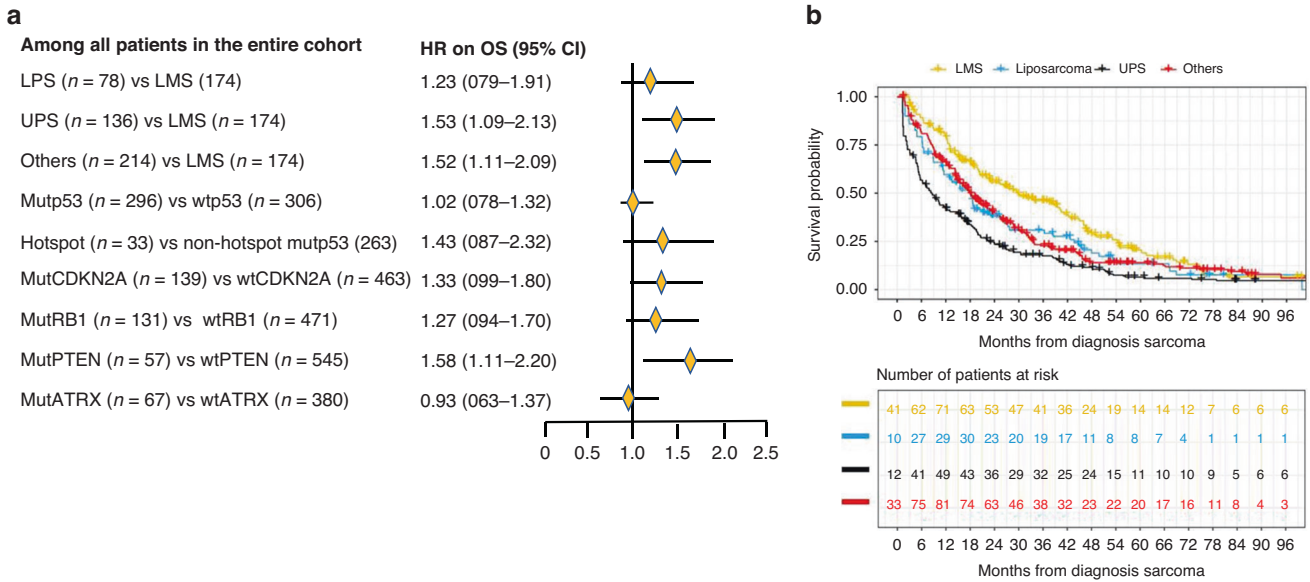 a
Among all patients in the entire cohort HR on OS (95% CI)
LPS (n = 78) vs LMS (174) 1.23 (079–1.91)
UPS (n = 136) vs LMS (n = 174) 1.53 (1.09–2.13)
Others (n = 214) vs LMS (n = 174) 1.52 (1.11–2.09)
Mutp53 (n = 296) vs wtp53 (n = 306) 1.02 (078–1.32)
Hotspot (n = 33) vs non-hotspot mutp53 (263) 1.43 (087–2.32)
MutCDKN2A (n = 139) vs wtCDKN2A (n = 463) 1.33 (099–1.80)
MutRB1 (n = 131) vs wtRB1 (n = 471) 1.27 (094–1.70)
MutPTEN (n = 57) vs wtPTEN (n = 545) 1.58 (1.11–2.20)
MutATRX (n = 67) vs wtATRX (n = 380) 0.93 (063–1.37)
0 0.5 1.0 1.5 2.0 2.5
b
LMS Liposarcoma UPS Others
Survival probability
1.00
0.75
0.50
0.25
0.00
0 6 12 18 24 30 36 42 48 54 60 66 72 78 84 90 96
Months from diagnosis sarcoma
Number of patients at risk
41 62 71 63 53 47 41 36 24 19 14 14 12 7 6 6 6
10 27 29 30 23 20 19 17 11 8 8 7 4 1 1 1 1
12 41 49 43 36 29 32 25 24 15 11 10 10 9 5 6 6
33 75 81 74 63 46 38 32 23 22 20 17 16 11 8 4 3
0 6 12 18 24 30 36 42 48 54 60 66 72 78 84 90 96
Months from diagnosis sarcoma